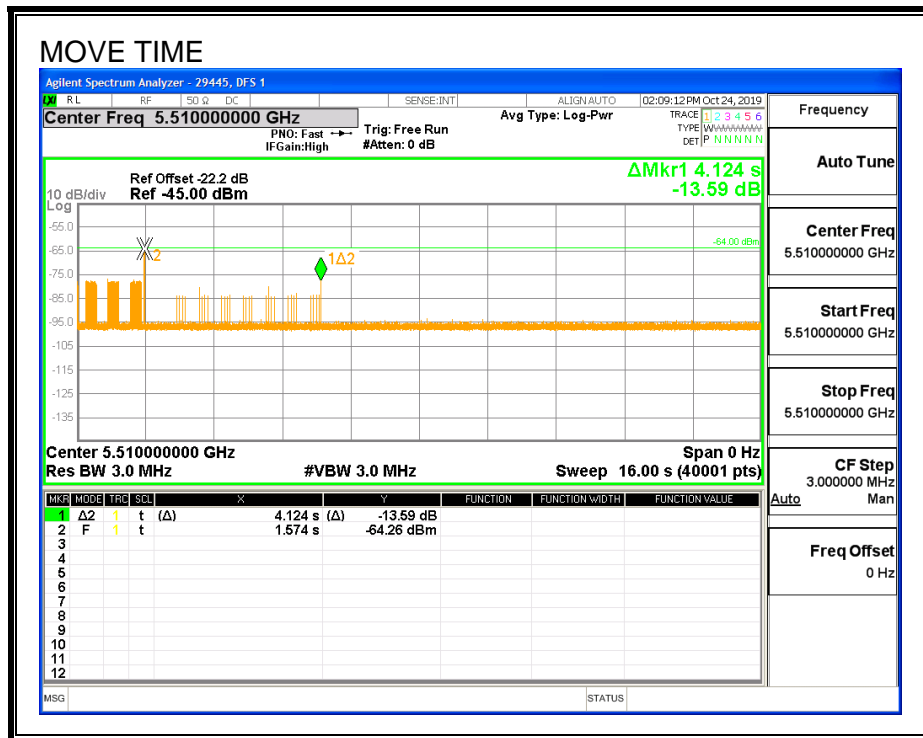 MOVE TIME
Agilent Spectrum Analyzer - 29445, DFS 1
LXI RL RF 50 Ω DC SENSE:INT ALIGN AUTO 02:09:12 PM Oct 24, 2019
Center Freq 5.510000000 GHz
PNO: Fast
IFGain:High
Trig: Free Run
#Atten: 0 dB
Avg Type: Log-Pwr
TRACE 1 2 3 4 5 6
TYPE WWWWWW
DET P N N N N N
Ref Offset -22.2 dB
10 dB/div Ref -45.00 dBm
Log
ΔMkr1 4.124 s
-13.59 dB
-55.0
-65.0
-75.0
-85.0
-95.0
-105
-115
-125
-135
-64.00 dBm
2
1Δ2
Center 5.510000000 GHz Span 0 Hz
Res BW 3.0 MHz #VBW 3.0 MHz Sweep 16.00 s (40001 pts)
MKR MODE TRC SCL X Y FUNCTION FUNCTION WIDTH FUNCTION VALUE
1 Δ2 1 t (Δ) 4.124 s (Δ) -13.59 dB
2 F 1 t 1.574 s -64.26 dBm
3
4
5
6
7
8
9
10
11
12
MSG STATUS
Frequency
Auto Tune
Center Freq
5.510000000 GHz
Start Freq
5.510000000 GHz
Stop Freq
5.510000000 GHz
CF Step
3.000000 MHz
Auto Man
Freq Offset
0 Hz